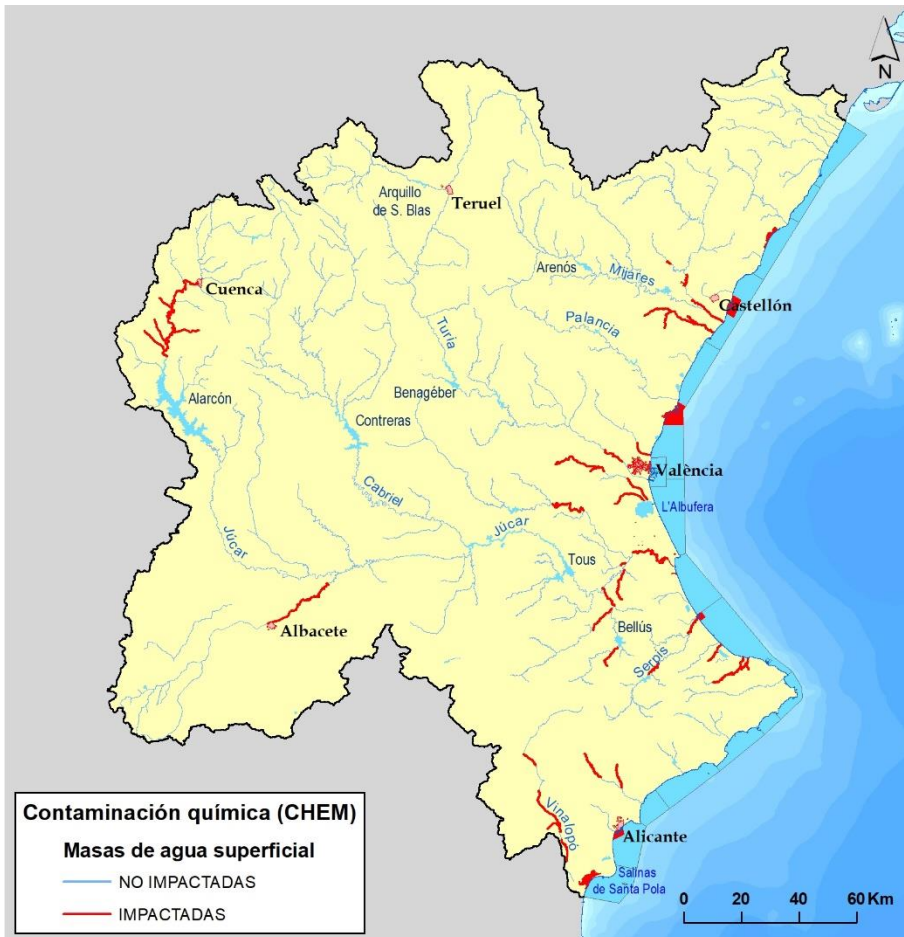 N
Arquillo
de S. Blas
Teruel
Cuenca
Arenós
Mijares
Castellón
Palancia
Turia
Alarcón
Benagéber
Contreras
València
Cabriel
L'Albufera
Júcar
Júcar
Tous
Albacete
Bellús
Serpis
Vinalopó
Alicante
Salinas
de Santa Pola
Contaminación química (CHEM)
Masas de agua superficial
NO IMPACTADAS
IMPACTADAS
0 20 40 60 Km